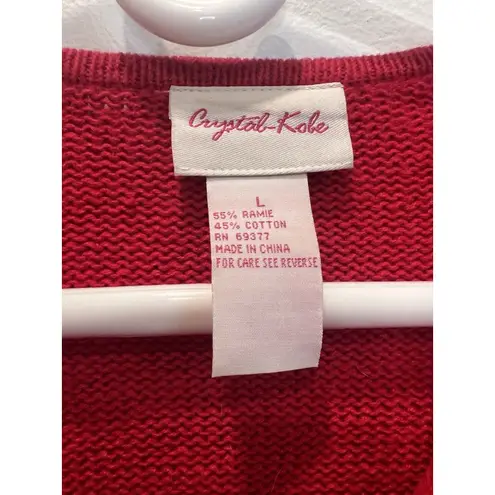 Crystal-Kobe
L
55% RAMIE
45% COTTON
RN 69377
MADE IN CHINA
FOR CARE SEE REVERSE